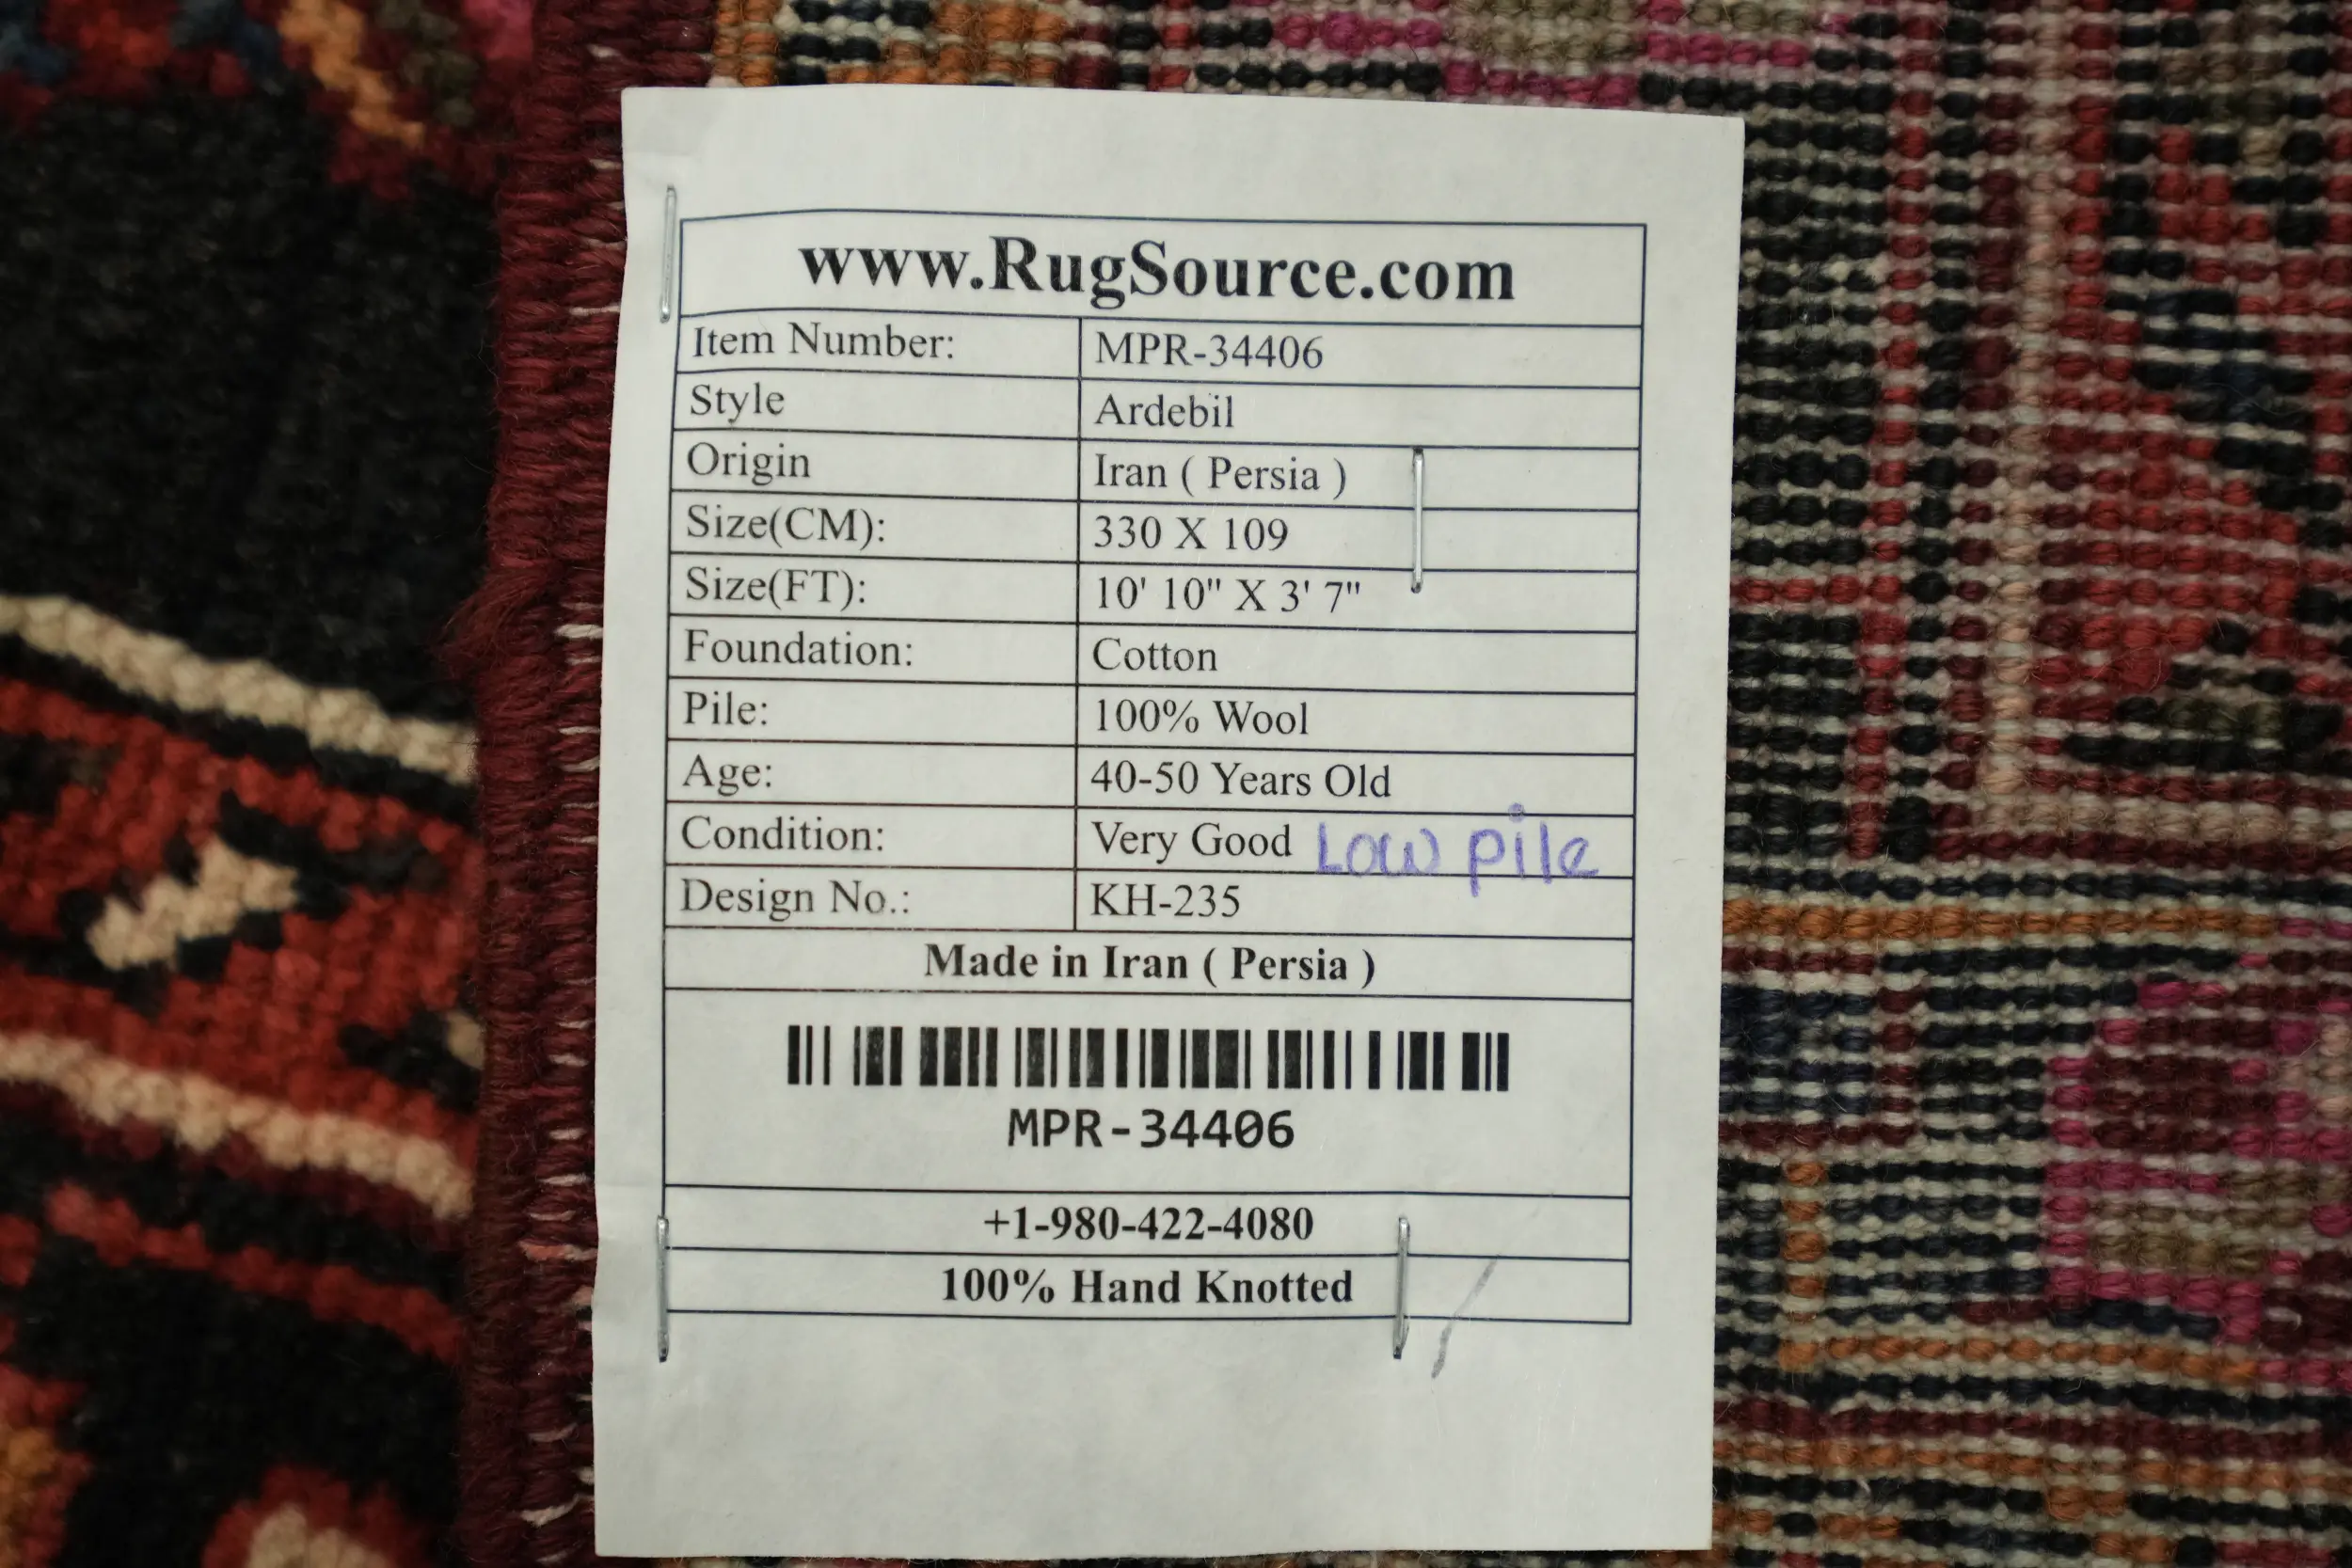 www.RugSource.com
Item Number: MPR-34406
Style Ardebil
Origin Iran ( Persia )
Size(CM): 330 X 109
Size(FT): 10' 10" X 3' 7"
Foundation: Cotton
Pile: 100% Wool
Age: 40-50 Years Old
Condition: Very Good Low pile
Design No.: KH-235
Made in Iran ( Persia )
MPR-34406
+1-980-422-4080
100% Hand Knotted